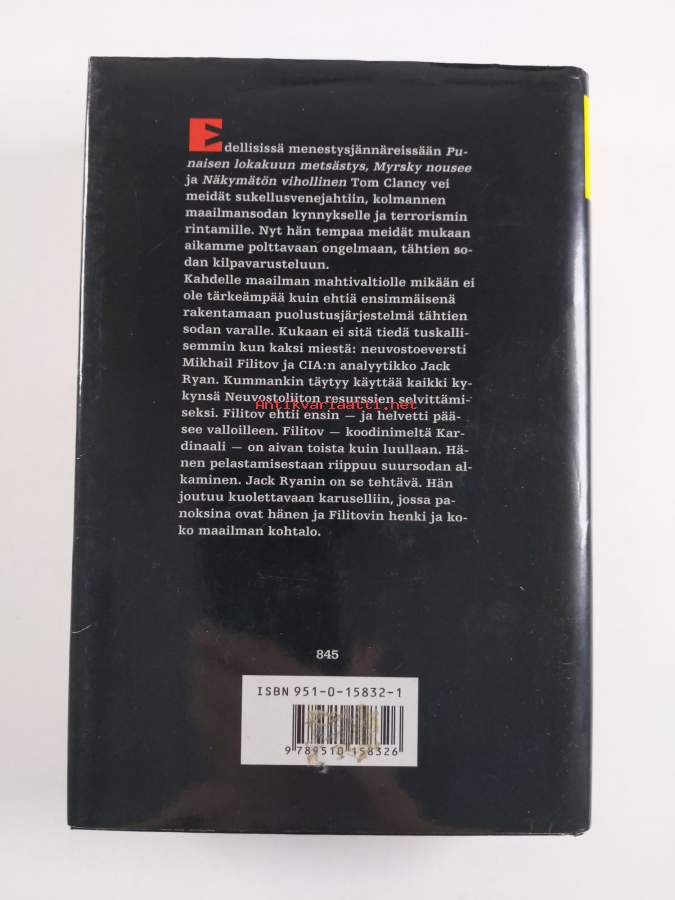 Edellisissä menestysjännäreissään Pu-
naisen lokakuun metsästys, Myrsky nousee
ja Näkymätön vihollinen Tom Clancy vei
meidät sukellusvenejahtiin, kolmannen
maailmansodan kynnykselle ja terrorismin
rintamille. Nyt hän tempaa meidät mukaan
aikamme polttavaan ongelmaan, tähtien so-
dan kilpavarusteluun.
Kahdelle maailman mahtivaltiolle mikään ei
ole tärkeämpää kuin ehtiä ensimmäisenä
rakentamaan puolustusjärjestelmä tähtien
sodan varalle. Kukaan ei sitä tiedä tuskalli-
semmin kun kaksi miestä: neuvostoeversti
Mikhail Filitov ja CIA:n analyytikko Jack
Ryan. Kummankin täytyy käyttää kaikki ky-
kynsä Neuvostoliiton resurssien selvittämi-
Antikvariaatti.net
seksi. Filitov ehtii ensin — ja helvetti pää-
see valloilleen. Filitov — koodinimeltä Kar-
dinaali — on aivan toista kuin luullaan. Hä-
nen pelastamisestaan riippuu suursodan al-
kaminen. Jack Ryanin on se tehtävä. Hän
joutuu kuolettavaan karuselliin, jossa pa-
noksina ovat hänen ja Filitovin henki ja ko-
ko maailman kohtalo.
845
ISBN 951-0-15832-1
9 789510 158326